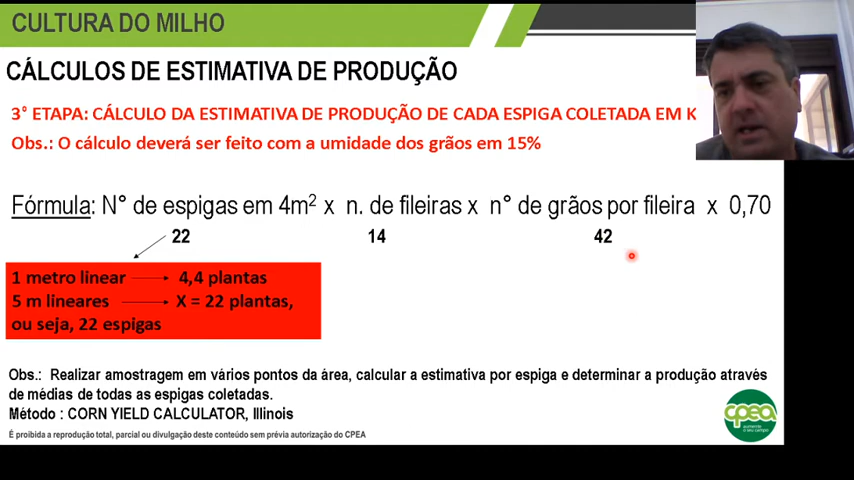 CULTURA DO MILHO
CÁLCULOS DE ESTIMATIVA DE PRODUÇÃO
3° ETAPA: CÁLCULO DA ESTIMATIVA DE PRODUÇÃO DE CADA ESPIGA COLETADA EM K
Obs.: O cálculo deverá ser feito com a umidade dos grãos em 15%
Fórmula: N° de espigas em 4m² x n. de fileiras x n° de grãos por fileira x 0,70
22 14 42
1 metro linear → 4,4 plantas
5 m lineares → X = 22 plantas,
ou seja, 22 espigas
Obs.: Realizar amostragem em vários pontos da área, calcular a estimativa por espiga e determinar a produção através
de médias de todas as espigas coletadas.
Método : CORN YIELD CALCULATOR, Illinois
É proibida a reprodução total, parcial ou divulgação deste conteúdo sem prévia autorização do CPEA
cpea
aumente
o seu campo